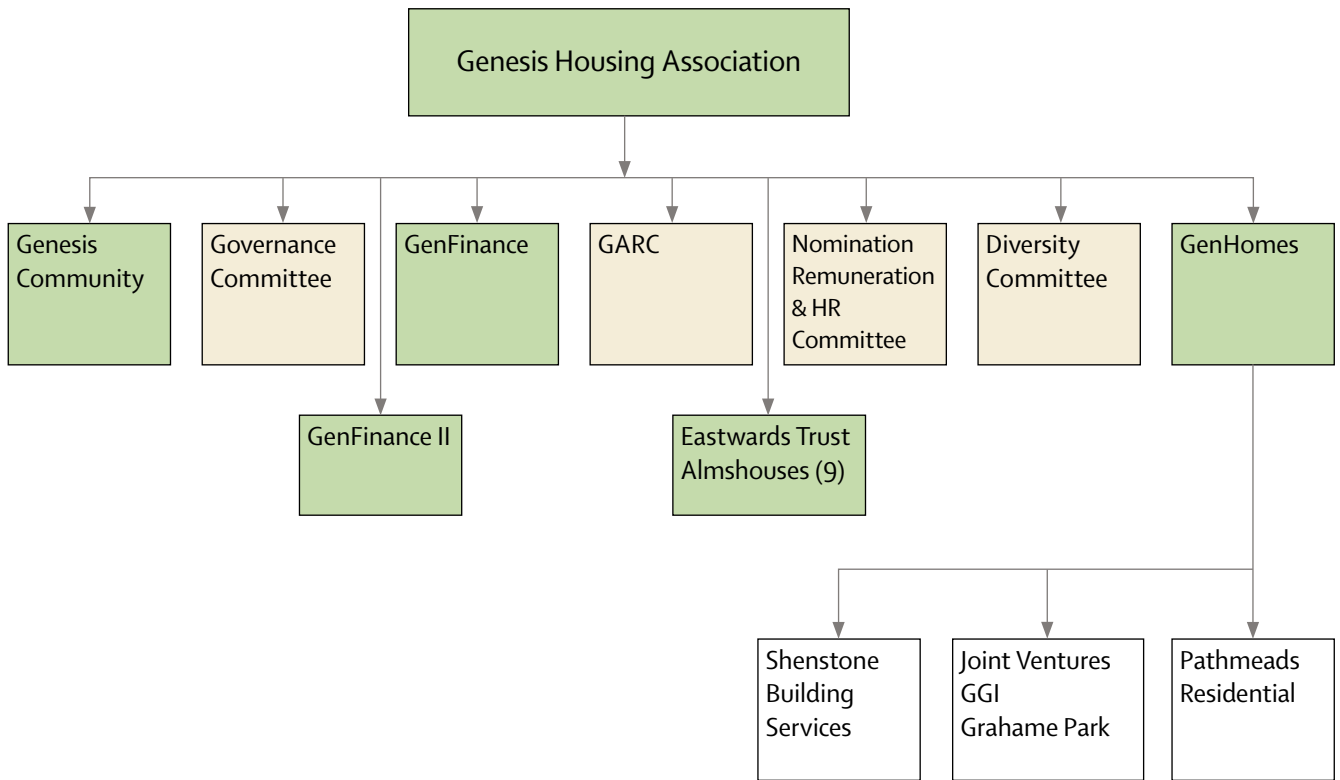 Genesis Housing Association
Genesis
Community
Governance
Committee
GenFinance
GARC
Nomination
Remuneration
& HR
Committee
Diversity
Committee
GenHomes
GenFinance II
Eastwards Trust
Almshouses (9)
Shenstone
Building
Services
Joint Ventures
GGI
Grahame Park
Pathmeads
Residential